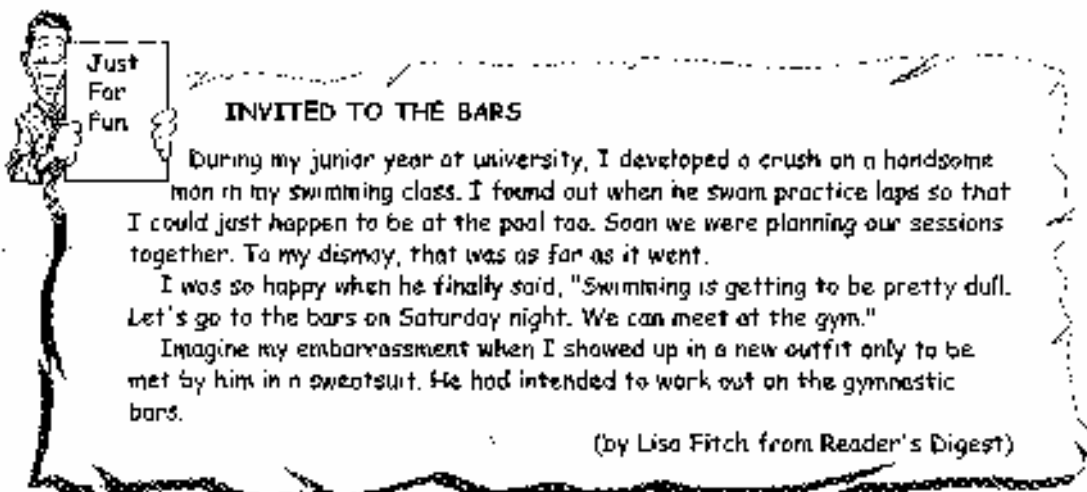 Just
For
Fun
INVITED TO THE BARS
During my junior year at university, I developed a crush on a handsome
man in my swimming class. I found out when he swam practice laps so that
I could just happen to be at the pool too. Soon we were planning our sessions
together. To my dismay, that was as far as it went.
I was so happy when he finally said, "Swimming is getting to be pretty dull.
Let's go to the bars on Saturday night. We can meet at the gym."
Imagine my embarrassment when I showed up in a new outfit only to be
met by him in a sweatsuit. He had intended to work out on the gymnastic
bars.
(by Lisa Fitch from Reader's Digest)